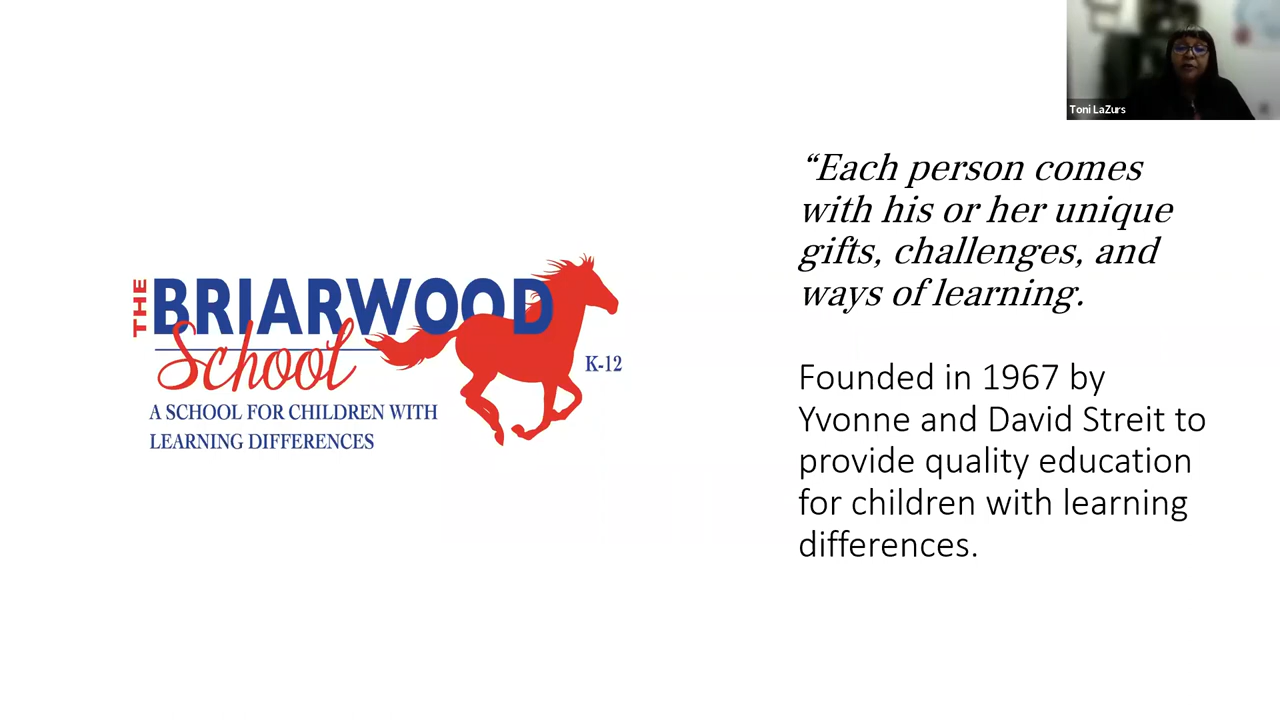 Toni LaZurs
“Each person comes
with his or her unique
gifts, challenges, and
ways of learning.
THE BRIARWOOD
School
K-12
A SCHOOL FOR CHILDREN WITH
LEARNING DIFFERENCES
Founded in 1967 by
Yvonne and David Streit to
provide quality education
for children with learning
differences.